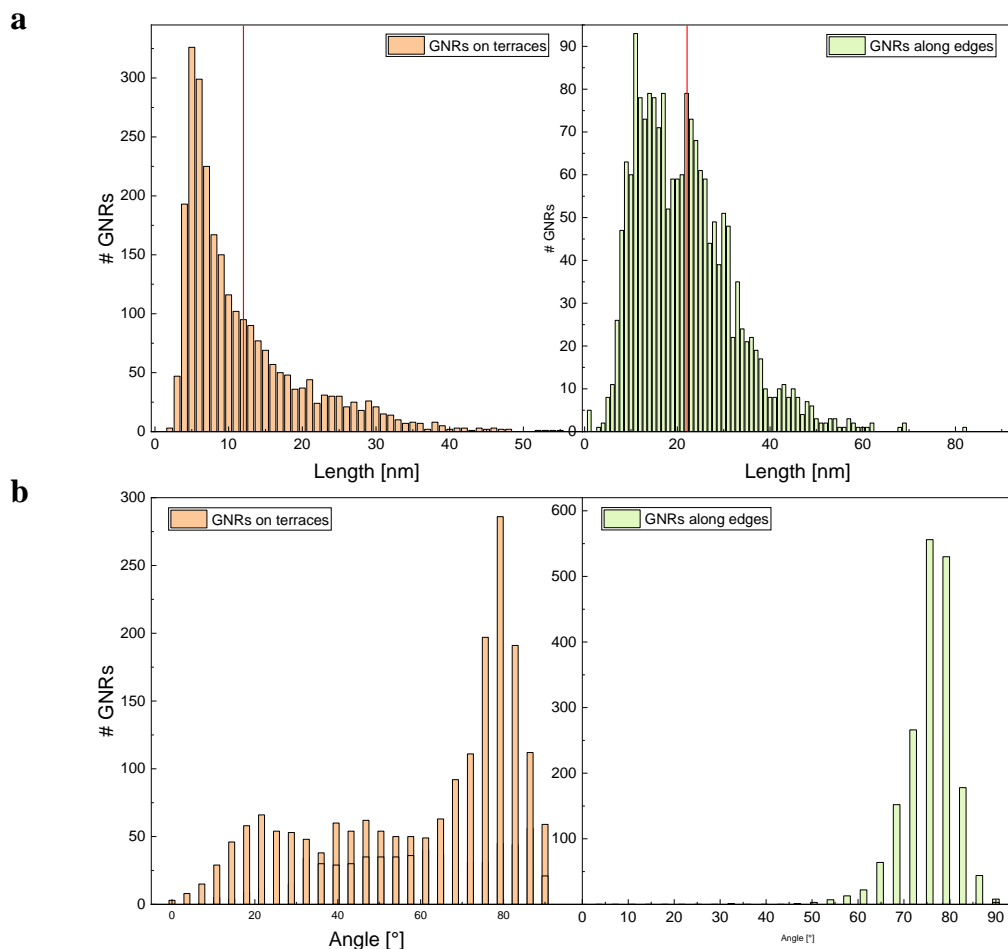 a
GNRs on terraces
# GNRs
300
250
200
150
100
50
0
0 10 20 30 40 50
Length [nm]
GNRs along edges
# GNRs
90
80
70
60
50
40
30
20
10
0
0 20 40 60 80
Length [nm]
b
GNRs on terraces
# GNRs
300
250
200
150
100
50
0
0 20 40 60 80
Angle [°]
GNRs along edges
600
500
400
300
200
100
0 10 20 30 40 50 60 70 80 90
Angle [°]